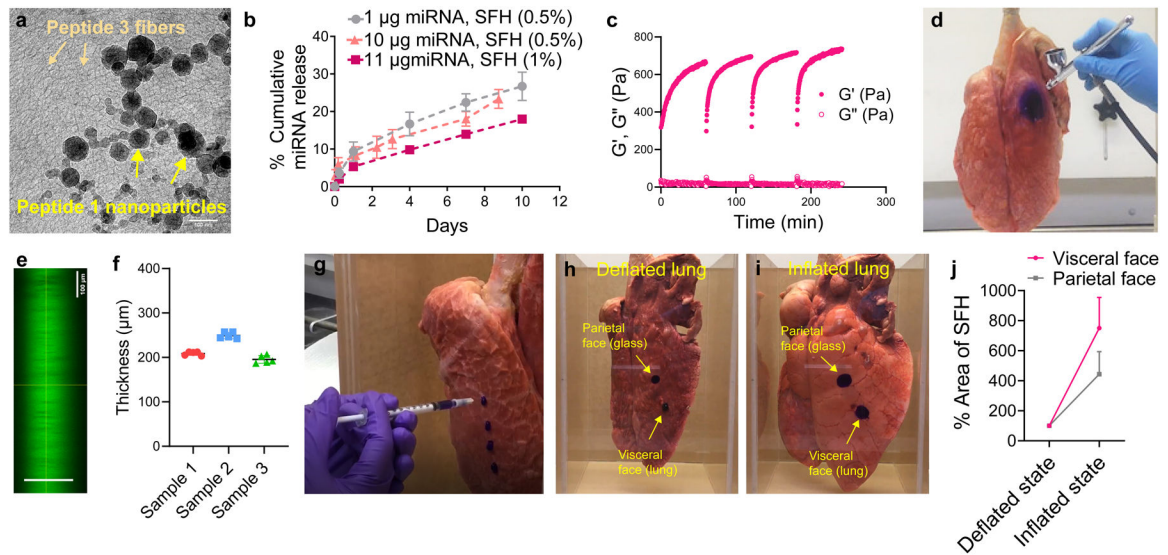 a
Peptide 3 fibers
Peptide 1 nanoparticles
b
1 µg miRNA, SFH (0.5%)
10 µg miRNA, SFH (0.5%)
11 µgmiRNA, SFH (1%)
% Cumulative
miRNA release
40
30
20
10
0
0 2 4 6 8 10 12
Days
c
G', G'' (Pa)
800
600
400
200
0
G' (Pa)
G'' (Pa)
0 100 200 300
Time (min)
d
e
100 µm
f
Thickness (µm)
400
300
200
100
0
Sample 1
Sample 2
Sample 3
g
h
Deflated lung
Parietal
face (glass)
Visceral
face (lung)
i
Inflated lung
Parietal
face (glass)
Visceral
face (lung)
j
Visceral face
Parietal face
% Area of SFH
1000
800
600
400
200
0
Deflated state
Inflated state